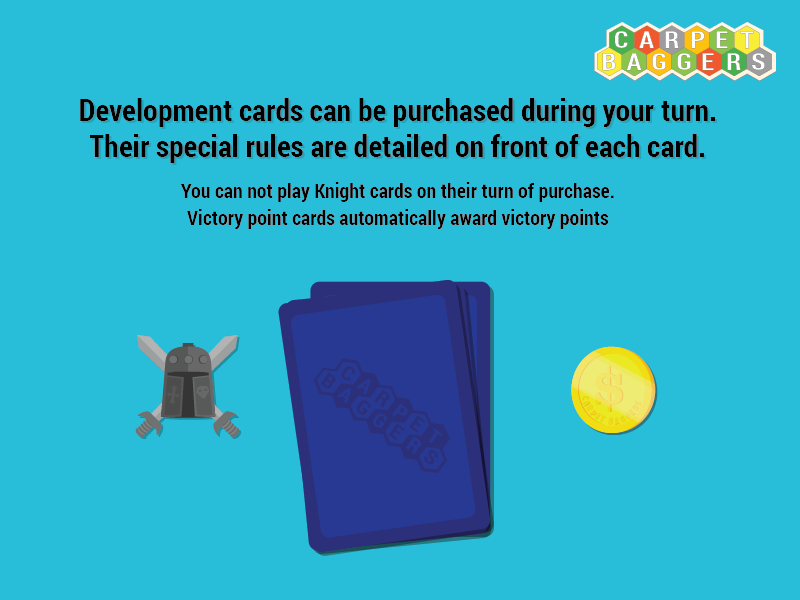 CARPET
BAGGERS
Development cards can be purchased during your turn.
Their special rules are detailed on front of each card.
You can not play Knight cards on their turn of purchase.
Victory point cards automatically award victory points
CARPET
BAGGERS
$